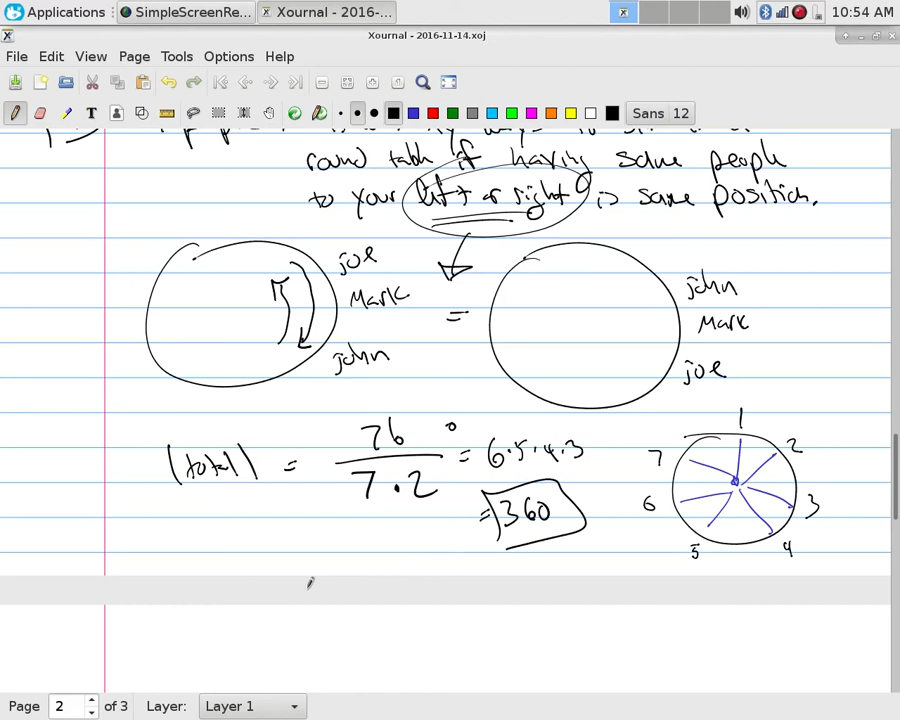 Applications SimpleScreenRe... Xournal - 2016-... 10:54 AM
Xournal - 2016-11-14.xoj
File Edit View Page Tools Options Help
Sans 12
round table if having same people
to your left or right is same position.
joe
Mark
john
=
john
Mark
joe
|total| = 7 6 / 7 · 2 = 6·5·4·3
= 360
1
2
3
4
5
6
7
Page 2 of 3 Layer: Layer 1